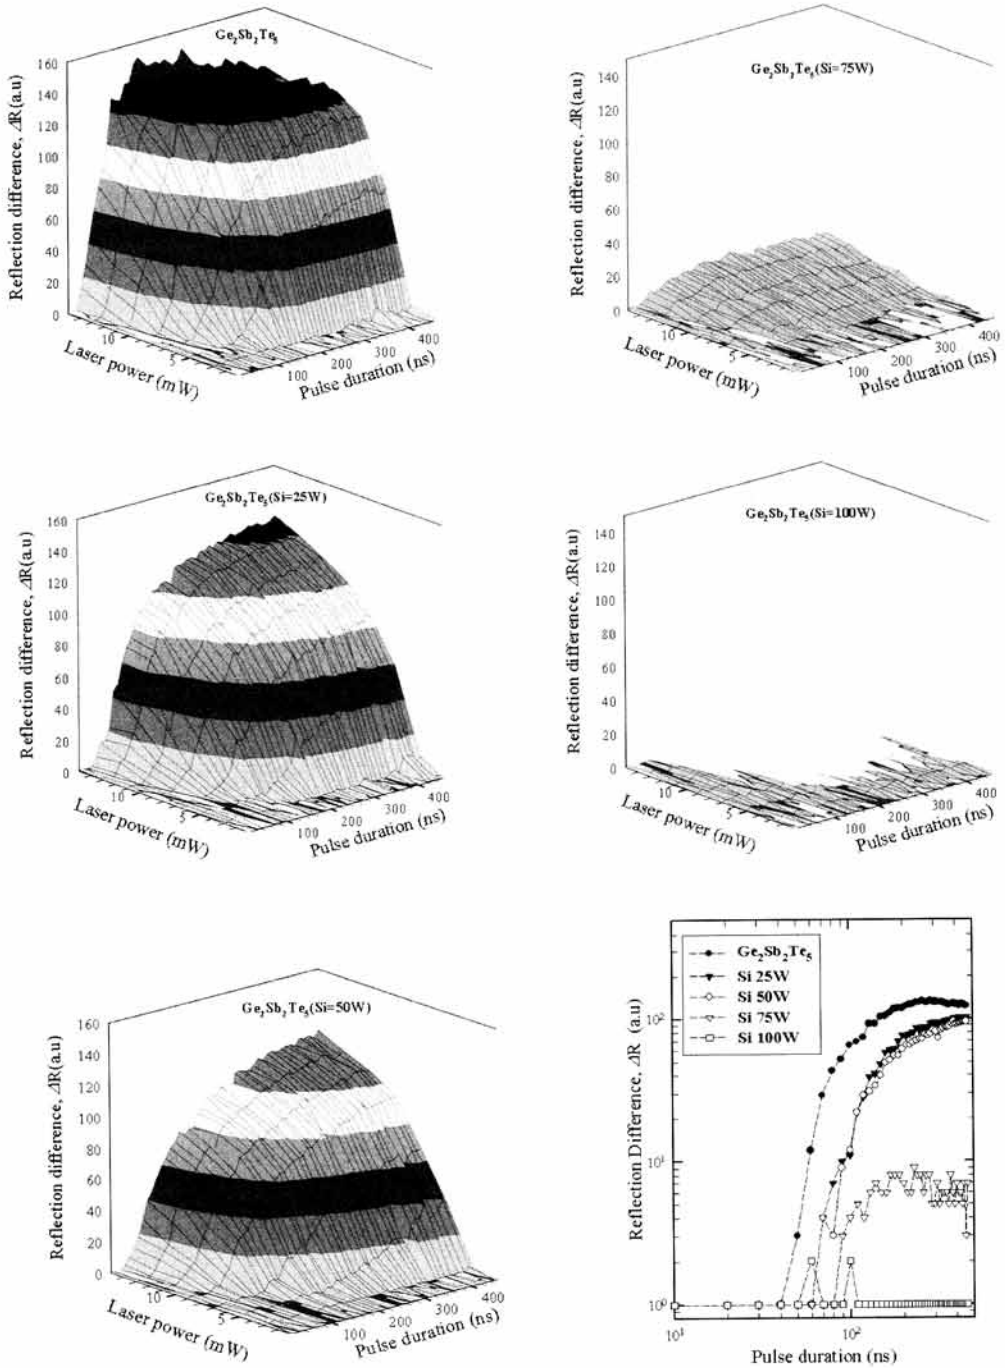 Ge₂Sb₂Te₅
Reflection difference, ΔR(a.u)
160
140
120
100
80
60
40
20
0
10
5
Laser power (mW)
100
200
300
400
Pulse duration (ns)
Ge₂Sb₂Te₅(Si=75W)
Reflection difference, ΔR(a.u)
140
120
100
80
60
40
20
0
10
5
Laser power (mW)
100
200
300
400
Pulse duration (ns)
Ge₂Sb₂Te₅(Si=25W)
Reflection difference, ΔR(a.u)
160
140
120
100
80
60
40
20
0
10
5
Laser power (mW)
100
200
300
400
Pulse duration (ns)
Ge₂Sb₂Te₅(Si=100W)
Reflection difference, ΔR(a.u)
140
120
100
80
60
40
20
0
10
5
Laser power (mW)
100
200
300
400
Pulse duration (ns)
Ge₂Sb₂Te₅(Si=50W)
Reflection difference, ΔR(a.u)
160
140
120
100
80
60
40
20
0
10
5
Laser power (mW)
100
200
300
400
Pulse duration (ns)
Ge₂Sb₂Te₅
Si 25W
Si 50W
Si 75W
Si 100W
Reflection Difference, ΔR (a.u)
10²
10¹
10⁰
10¹
10²
Pulse duration (ns)